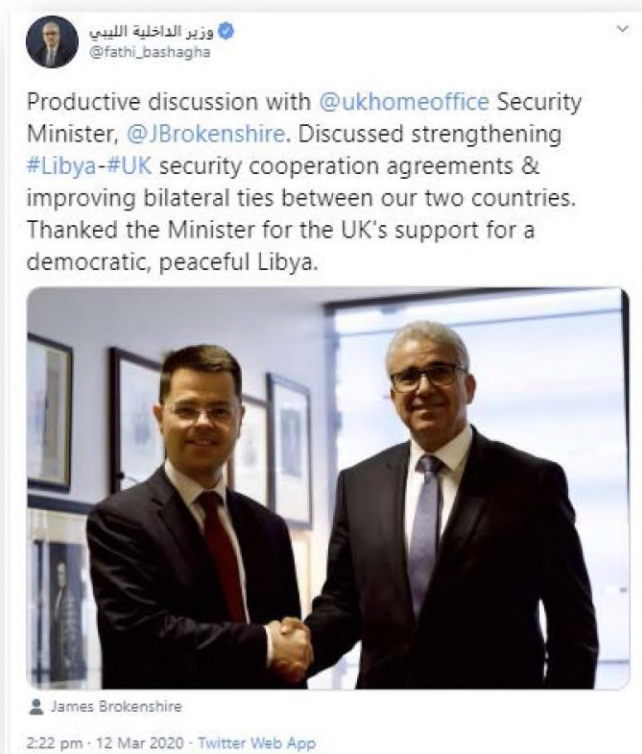 وزير الداخلية الليبي
@fathi_bashagha
Productive discussion with @ukhomeoffice Security
Minister, @JBrokenshire. Discussed strengthening
#Libya-#UK security cooperation agreements &
improving bilateral ties between our two countries.
Thanked the Minister for the UK's support for a
democratic, peaceful Libya.
James Brokenshire
2:22 pm · 12 Mar 2020 · Twitter Web App